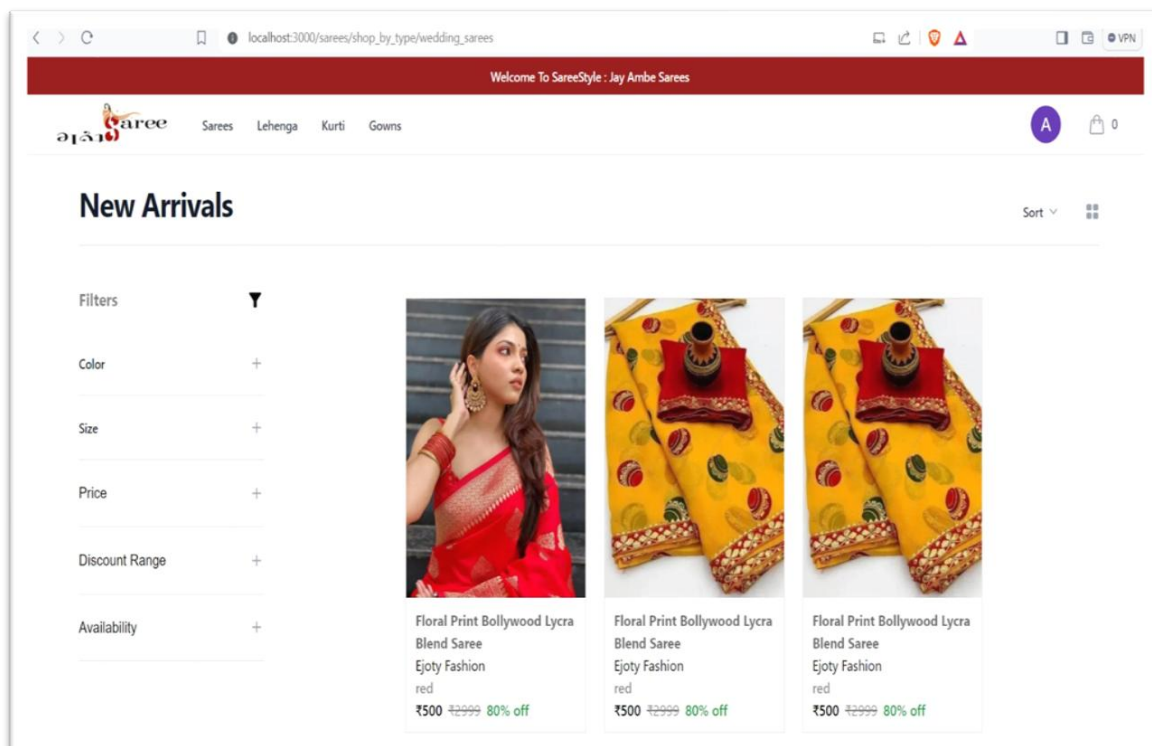 localhost:3000/sarees/shop_by_type/wedding_sarees
VPN
Welcome To SareeStyle : Jay Ambe Sarees
Saree
Sarees Lehenga Kurti Gowns
A 0
New Arrivals
Sort
Filters
Color
Size
Price
Discount Range
Availability
Floral Print Bollywood Lycra
Blend Saree
Ejoty Fashion
red
₹500 ₹2999 80% off
Floral Print Bollywood Lycra
Blend Saree
Ejoty Fashion
red
₹500 ₹2999 80% off
Floral Print Bollywood Lycra
Blend Saree
Ejoty Fashion
red
₹500 ₹2999 80% off